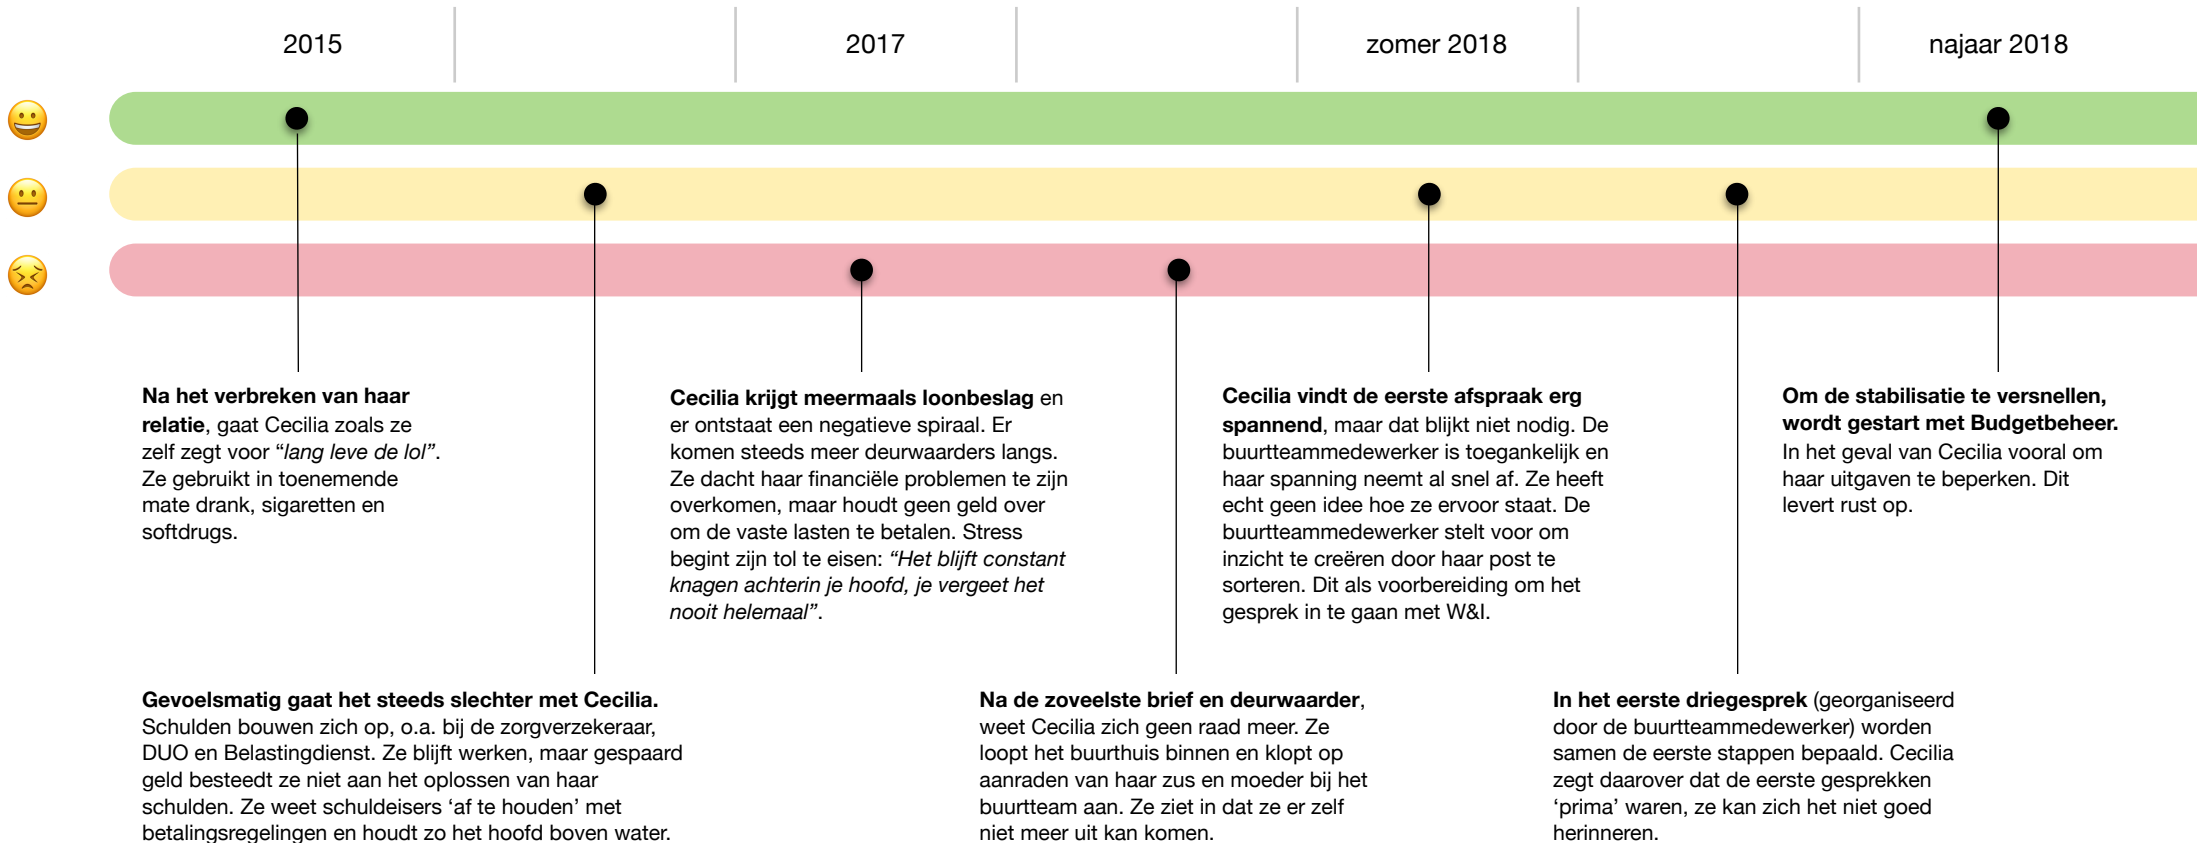 2015
2017
zomer 2018
najaar 2018
Na het verbreken van haar
relatie, gaat Cecilia zoals ze
zelf zegt voor “lang leve de lol”.
Ze gebruikt in toenemende
mate drank, sigaretten en
softdrugs.
Cecilia krijgt meermaals loonbeslag en
er ontstaat een negatieve spiraal. Er
komen steeds meer deurwaarders langs.
Ze dacht haar financiële problemen te zijn
overkomen, maar houdt geen geld over
om de vaste lasten te betalen. Stress
begint zijn tol te eisen: “Het blijft constant
knagen achterin je hoofd, je vergeet het
nooit helemaal”.
Cecilia vindt de eerste afspraak erg
spannend, maar dat blijkt niet nodig. De
buurtteammedewerker is toegankelijk en
haar spanning neemt al snel af. Ze heeft
echt geen idee hoe ze ervoor staat. De
buurtteammedewerker stelt voor om
inzicht te creëren door haar post te
sorteren. Dit als voorbereiding om het
gesprek in te gaan met W&I.
Om de stabilisatie te versnellen,
wordt gestart met Budgetbeheer.
In het geval van Cecilia vooral om
haar uitgaven te beperken. Dit
levert rust op.
Gevoelsmatig gaat het steeds slechter met Cecilia.
Schulden bouwen zich op, o.a. bij de zorgverzekeraar,
DUO en Belastingdienst. Ze blijft werken, maar gespaard
geld besteedt ze niet aan het oplossen van haar
schulden. Ze weet schuldeisers ‘af te houden’ met
betalingsregelingen en houdt zo het hoofd boven water.
Na de zoveelste brief en deurwaarder,
weet Cecilia zich geen raad meer. Ze
loopt het buurthuis binnen en klopt op
aanraden van haar zus en moeder bij het
buurtteam aan. Ze ziet in dat ze er zelf
niet meer uit kan komen.
In het eerste driegesprek (georganiseerd
door de buurtteammedewerker) worden
samen de eerste stappen bepaald. Cecilia
zegt daarover dat de eerste gesprekken
‘prima’ waren, ze kan zich het niet goed
herinneren.